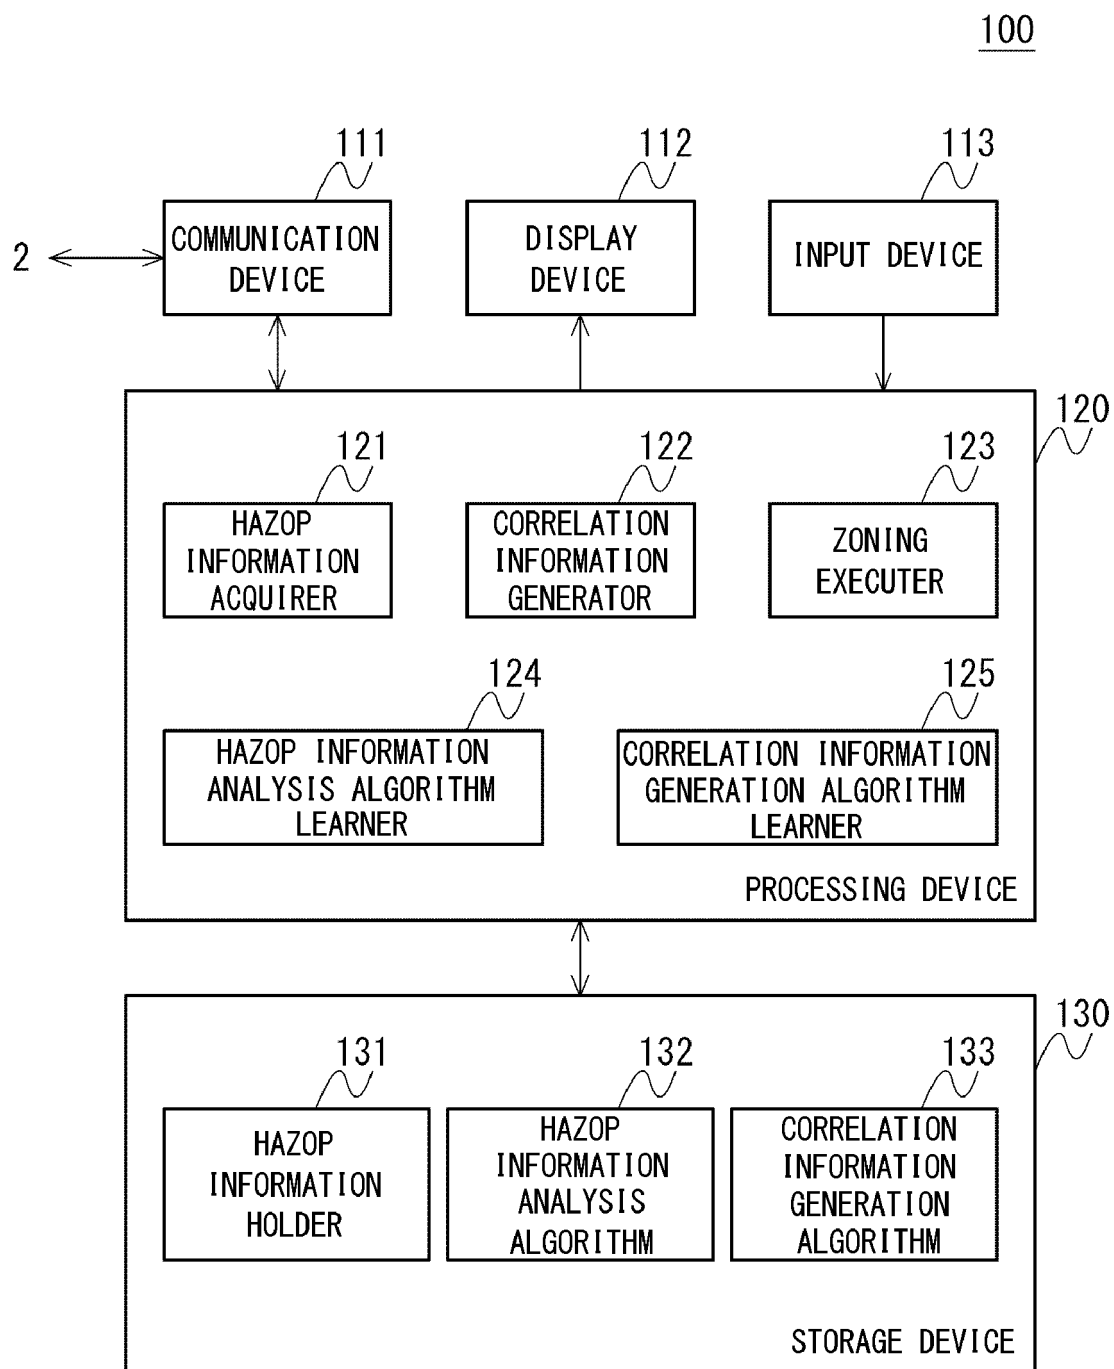 100
111
112
113
2
COMMUNICATION
DEVICE
DISPLAY
DEVICE
INPUT DEVICE
120
121
122
123
HAZOP
INFORMATION
ACQUIRER
CORRELATION
INFORMATION
GENERATOR
ZONING
EXECUTER
124
125
HAZOP INFORMATION
ANALYSIS ALGORITHM
LEARNER
CORRELATION INFORMATION
GENERATION ALGORITHM
LEARNER
PROCESSING DEVICE
130
131
132
133
HAZOP
INFORMATION
HOLDER
HAZOP
INFORMATION
ANALYSIS
ALGORITHM
CORRELATION
INFORMATION
GENERATION
ALGORITHM
STORAGE DEVICE